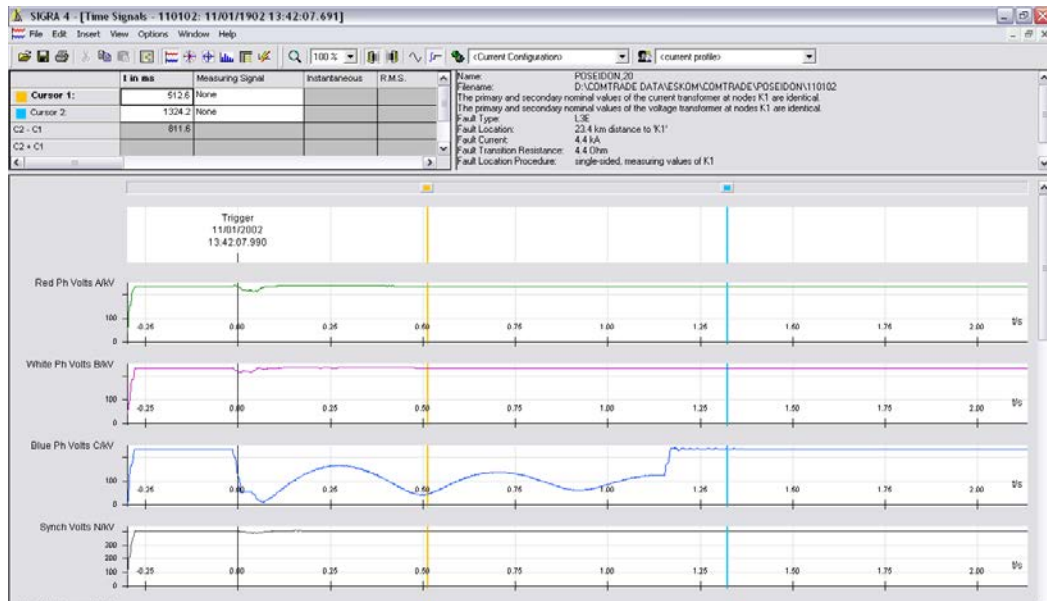 SIGRA 4 - [Time Signals - 110102: 11/01/1902 13:42:07.691]
File Edit Insert View Options Window Help
100 % <Current Configuration> <current profile>
t in ms Measuring Signal Instantaneous R.M.S.
Cursor 1: 512.6 None
Cursor 2: 1324.2 None
C2 - C1 811.6
C2 + C1
Name: POSEIDON,20
Filename: D:\COMTRADE DATA\ESKOM\COMTRADE\POSEIDON\110102
The primary and secondary nominal values of the current transformer at nodes K1 are identical.
The primary and secondary nominal values of the voltage transformer at nodes K1 are identical.
Fault Type: L3E
Fault Location: 23.4 km distance to 'K1'
Fault Current: 4.4 kA
Fault Transition Resistance: 4.4 Ohm
Fault Location Procedure: single-sided, measuring values of K1
Trigger
11/01/2002
13:42:07.990
Red Ph Volts A/kV
100
0
-0.25 0.00 0.25 0.50 0.75 1.00 1.25 1.50 1.75 2.00 t/s
White Ph Volts B/kV
100
0
-0.25 0.00 0.25 0.50 0.75 1.00 1.25 1.50 1.75 2.00 t/s
Blue Ph Volts C/kV
100
0
-0.25 0.00 0.25 0.50 0.75 1.00 1.25 1.50 1.75 2.00 t/s
Synch Volts N/kV
300
200
100
0
-0.25 0.00 0.25 0.50 0.75 1.00 1.25 1.50 1.75 2.00 t/s